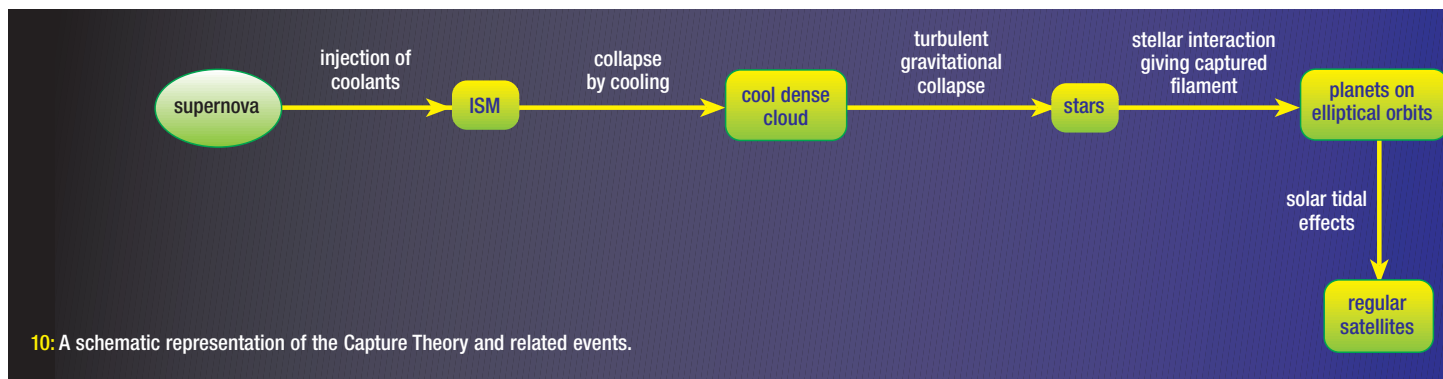 supernova
injection of
coolants
ISM
collapse
by cooling
cool dense
cloud
turbulent
gravitational
collapse
stars
stellar interaction
giving captured
filament
planets on
elliptical orbits
solar tidal
effects
regular
satellites
10: A schematic representation of the Capture Theory and related events.